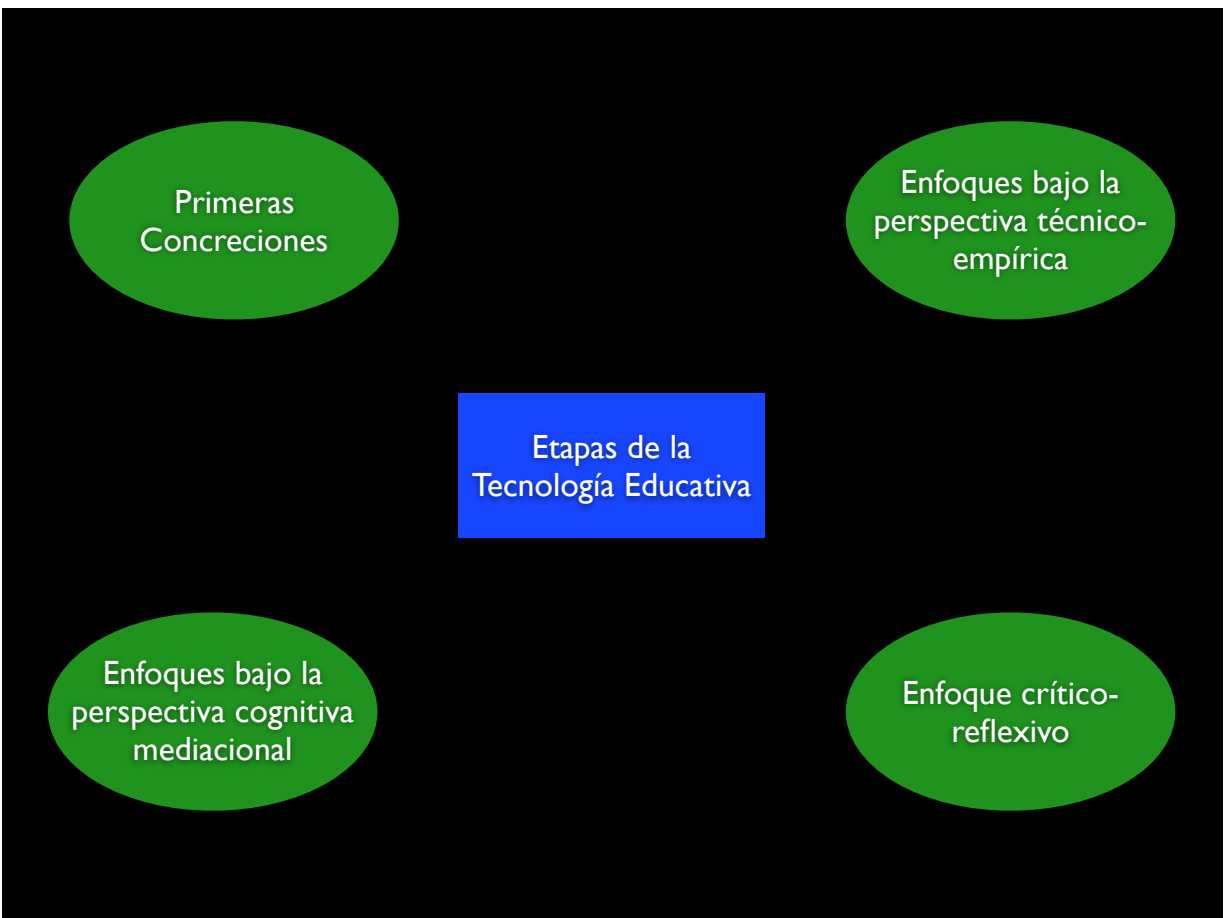 Primeras
Concreciones
Enfoques bajo la
perspectiva técnico-
empírica
Etapas de la
Tecnología Educativa
Enfoques bajo la
perspectiva cognitiva
mediacional
Enfoque crítico-
reflexivo